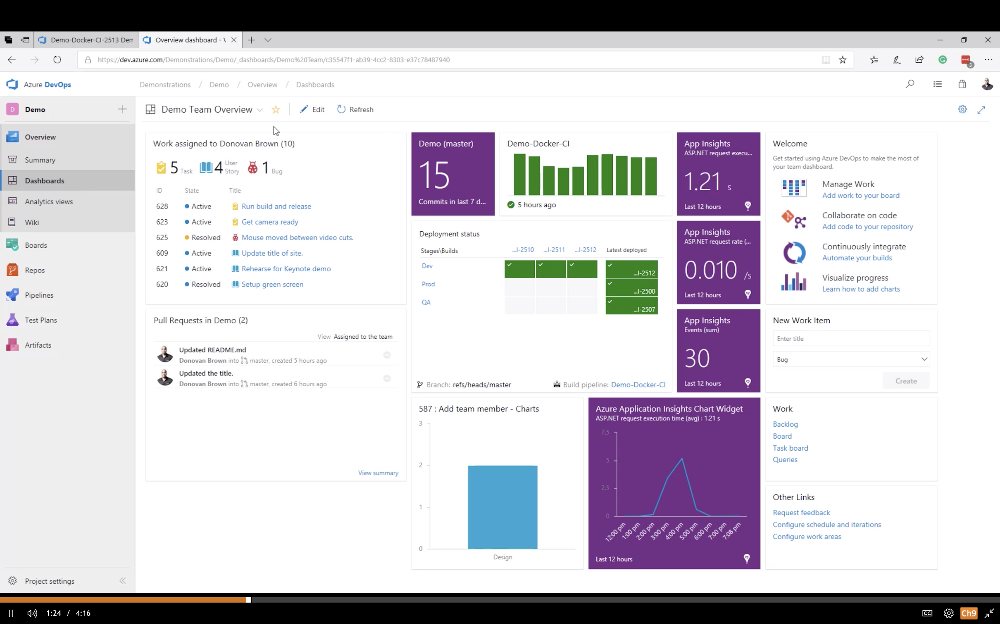 Demo-Docker-CI-2513 Dem
Overview dashboard - V
https://dev.azure.com/Demonstrations/Demo/_dashboards/Demo%20Team/c35547f1-ab39-4cc2-8303-e37c78487940
3
Azure DevOps
Demonstrations / Demo / Overview / Dashboards
D Demo
Overview
Summary
Dashboards
Analytics views
Wiki
Boards
Repos
Pipelines
Test Plans
Artifacts
Project settings
Demo Team Overview
Edit
Refresh
Work assigned to Donovan Brown (10)
5 Task 4 User Story 1 Bug
ID State Title
628 Active Run build and release
623 Active Get camera ready
625 Resolved Mouse moved between video cuts.
609 Active Update title of site.
621 Active Rehearse for Keynote demo
620 Resolved Setup green screen
Pull Requests in Demo (2)
View Assigned to the team
Updated README.md
Donovan Brown into master, created 5 hours ago
Updated the title.
Donovan Brown into master, created 6 hours ago
View summary
Demo (master)
15
Commits in last 7 d...
Demo-Docker-CI
5 hours ago
Deployment status
Stages\Builds ...I-2510 ...I-2511 ...I-2512 Latest deployed
Dev ...I-2512
Prod ...I-2500
QA ...I-2507
Branch: refs/heads/master Build pipeline: Demo-Docker-CI
App Insights
ASP.NET request execu...
1.21 s
Last 12 hours
App Insights
ASP.NET request rate (...
0.010 /s
Last 12 hours
App Insights
Events (sum)
30
Last 12 hours
587 : Add team member - Charts
3
2
1
0
Design
Azure Application Insights Chart Widget
ASP.NET request execution time (avg) : 1.21 s
7.5
5
2.5
0
12:00 pm 1:00 pm 2:00 pm 3:00 pm 4:00 pm 5:00 pm 6:00 pm 7:00 pm 7:08 pm
Last 12 hours
Welcome
Get started using Azure DevOps to make the most of
your team dashboard.
Manage Work
Add work to your board
Collaborate on code
Add code to your repository
Continuously integrate
Automate your builds
Visualize progress
Learn how to add charts
New Work Item
Enter title
Bug
Create
Work
Backlog
Board
Task board
Queries
Other Links
Request feedback
Configure schedule and iterations
Configure work areas
1:24 / 4:16
CC
Ch9